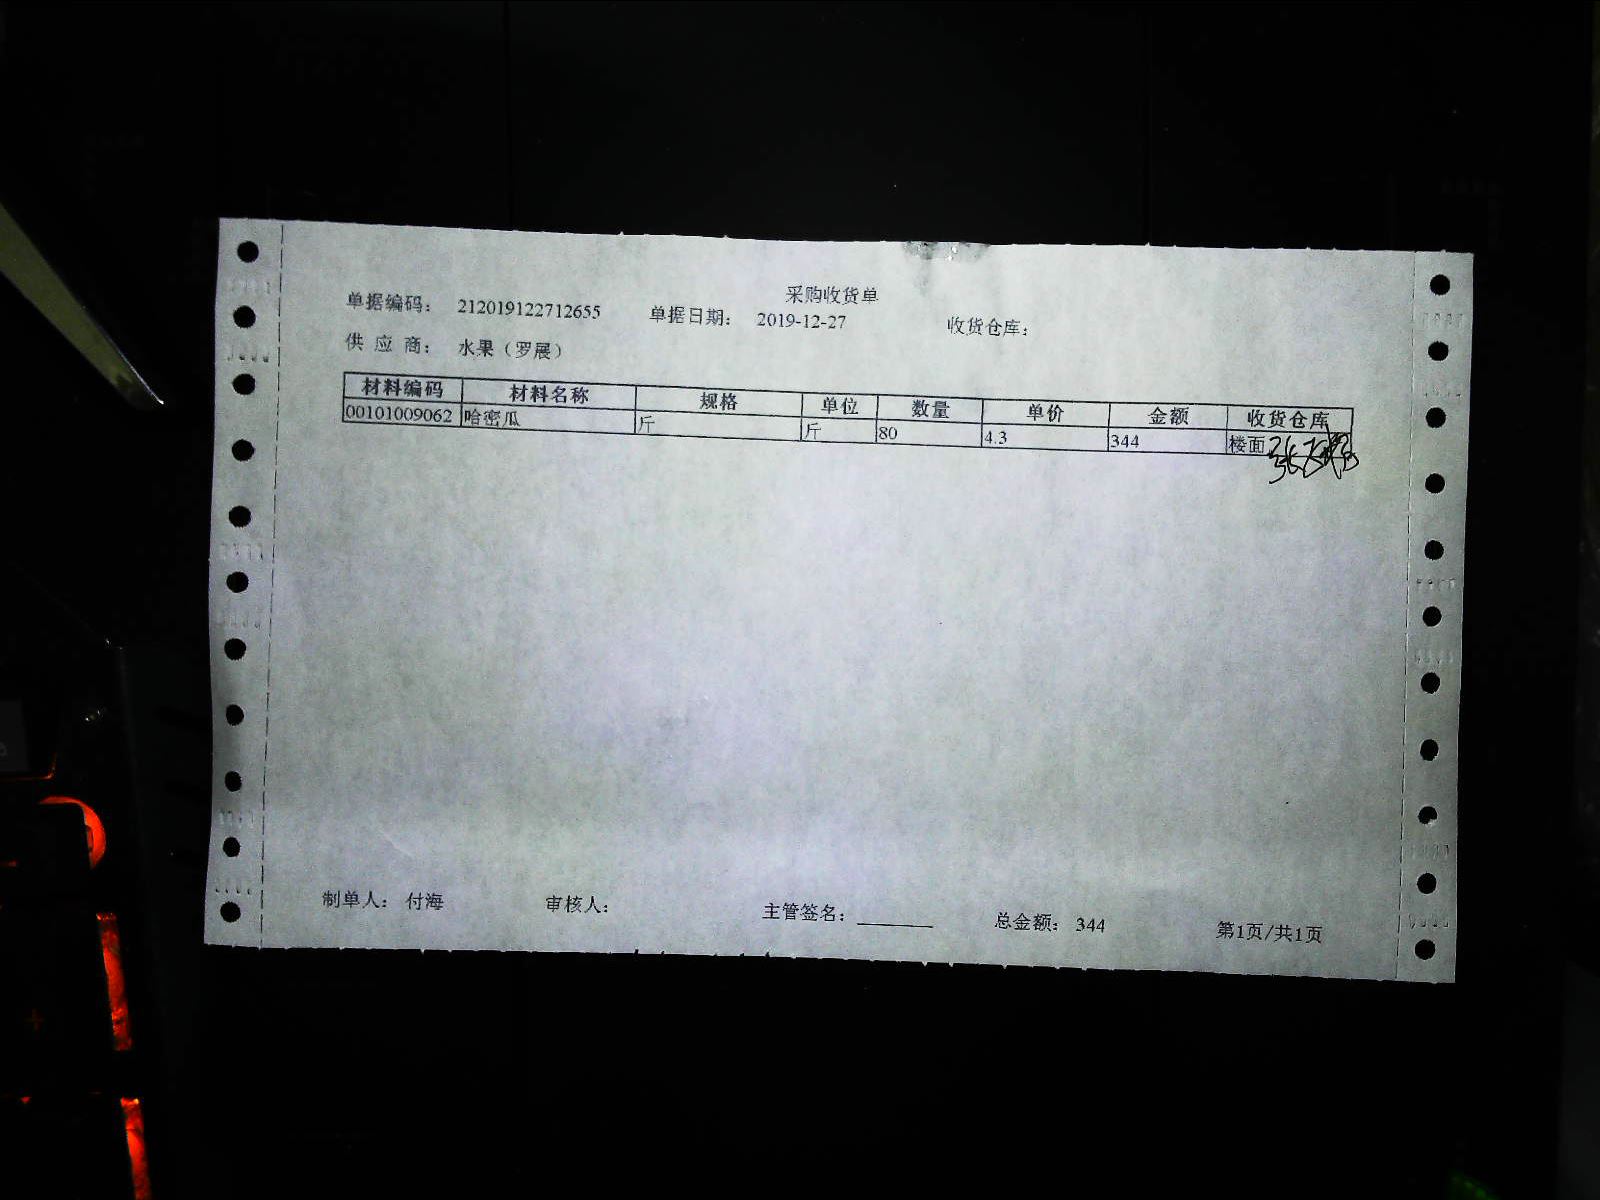 采购收货单
单据编码: 212019122712655 单据日期: 2019-12-27 收货仓库:
供 应 商: 水果（罗展）
材料编码 材料名称 规格 单位 数量 单价 金额 收货仓库
00101009062 哈密瓜 斤 斤 80 4.3 344 楼面
制单人: 付海 审核人: 主管签名: 总金额: 344 第1页/共1页